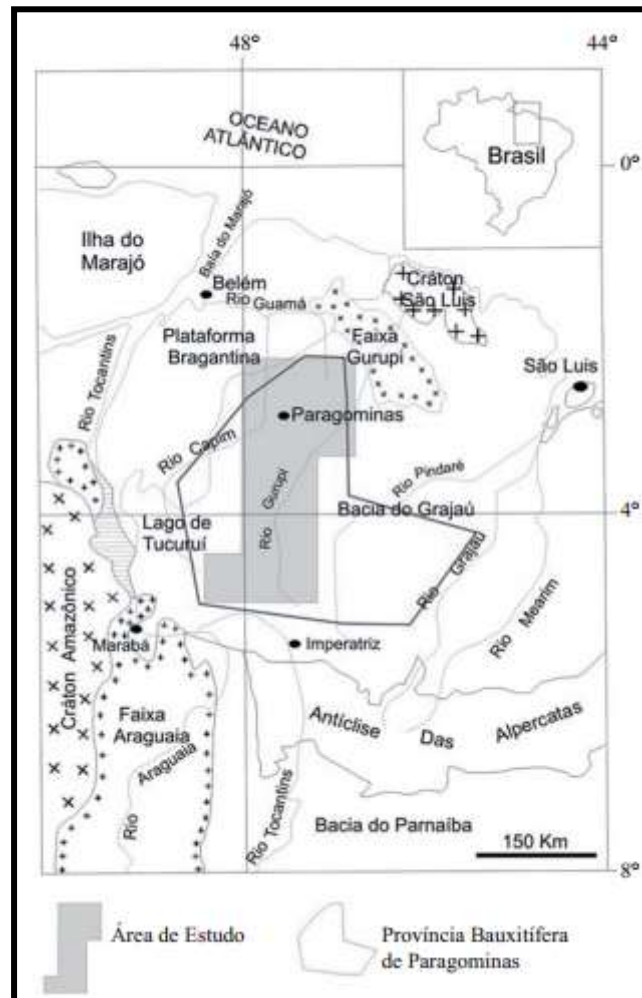 48°
44°
OCEANO
ATLÂNTICO
Brasil
0°
Ilha do
Marajó
Baía do Marajó
Belém
Rio Guamá
Cráton
São Luis
Plataforma
Bragantina
Faixa
Gurupi
São Luis
Rio Tocantins
Paragominas
Rio Capim
Rio Gurupi
Rio Pindaré
Bacia do Grajaú
4°
Lago de
Tucuruí
Rio Grajaú
Rio Mearim
Cráton Amazônico
Marabá
Imperatriz
Faixa
Araguaia
Rio Araguaia
Antíclise Das Alpercatas
Rio Tocantins
Bacia do Parnaíba
150 Km
8°
Área de Estudo
Província Bauxitífera
de Paragominas